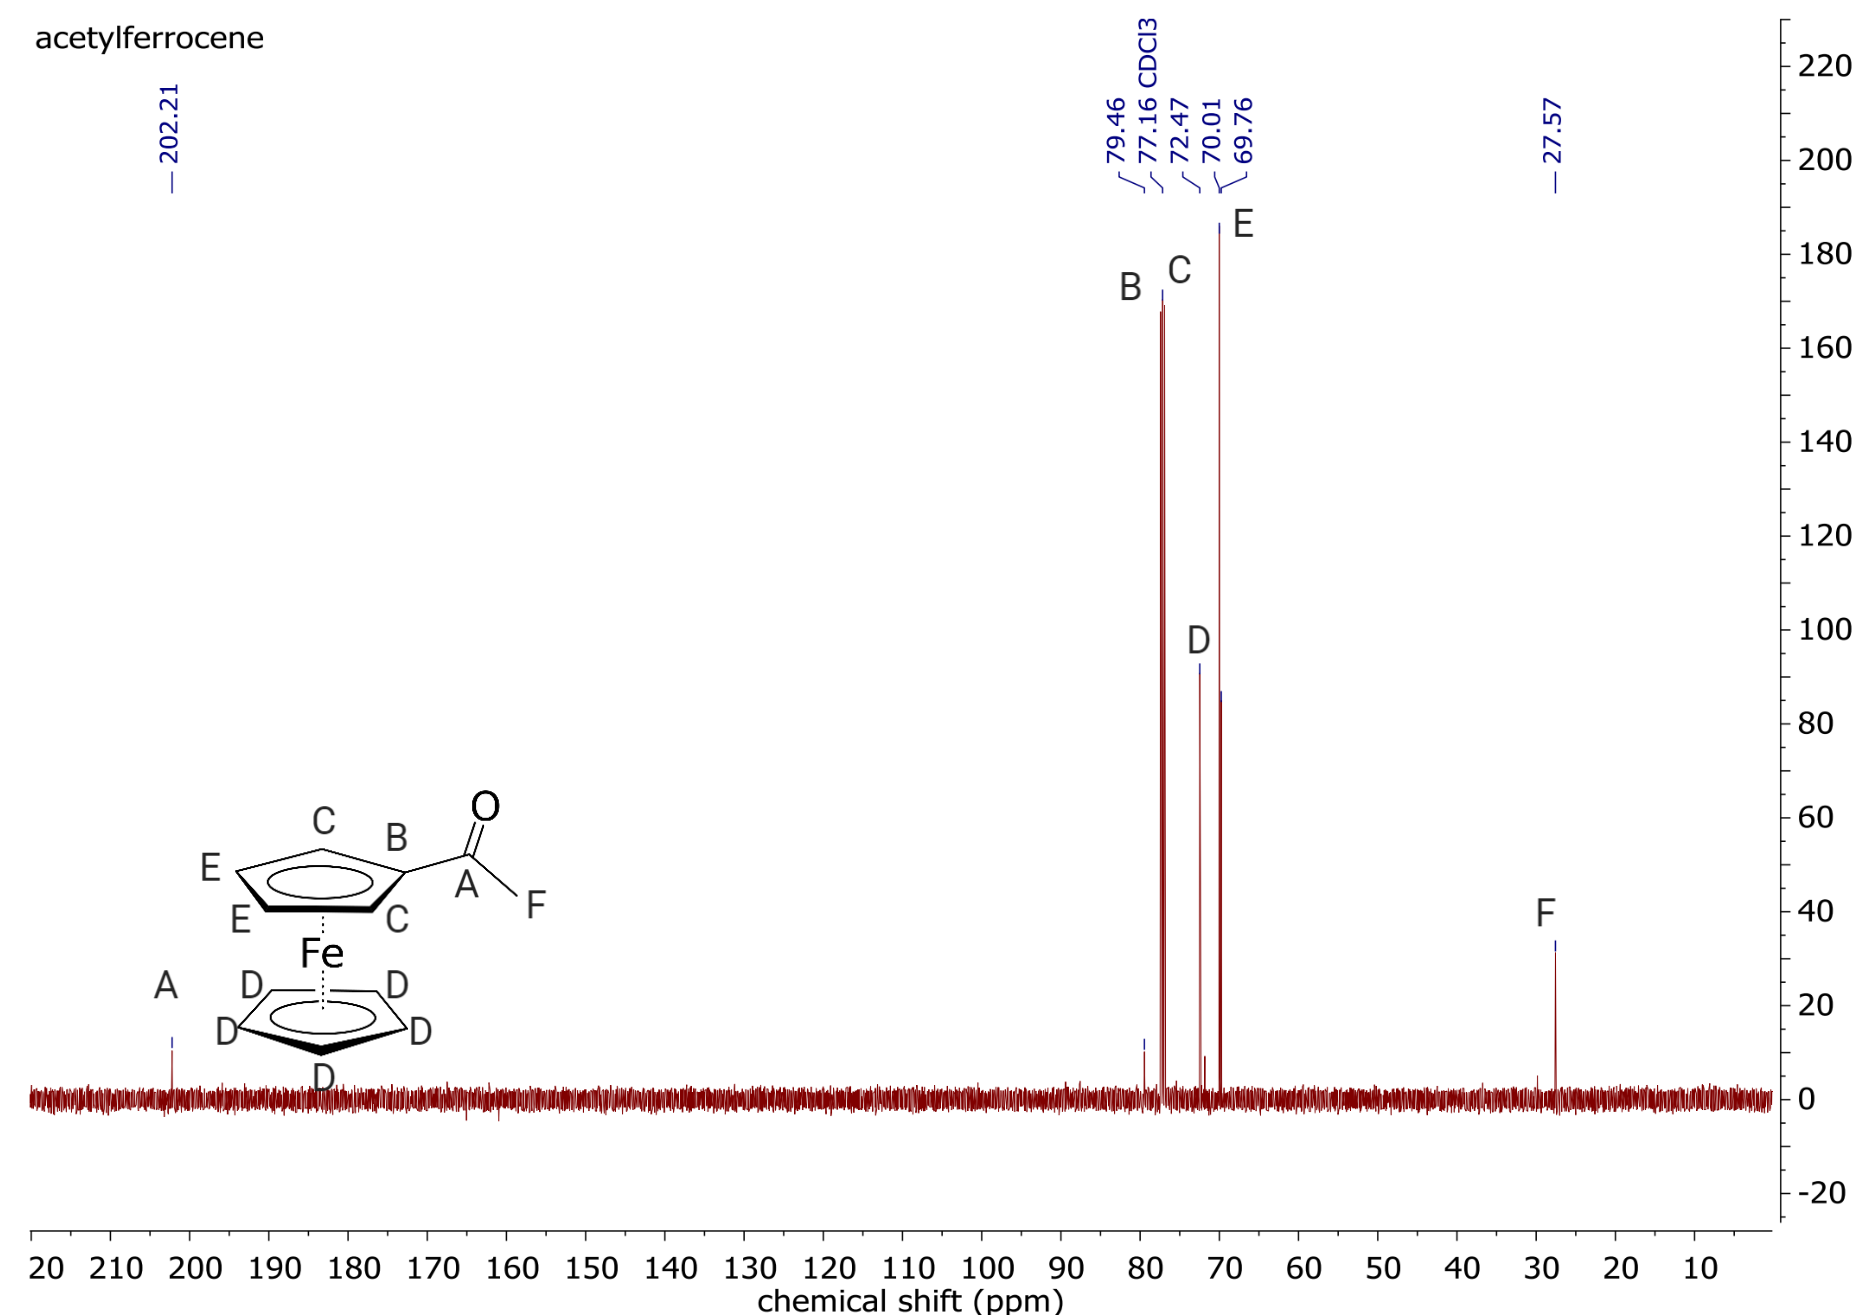 acetylferrocene
202.21
79.46
77.16 CDCl3
72.47
70.01
69.76
27.57
220
200
180
160
140
120
100
80
60
40
20
0
-20
E
C
B
D
F
A
O
C
B
E
A
F
E
C
Fe
D
D
D
D
D
20 210 200 190 180 170 160 150 140 130 120 110 100 90 80 70 60 50 40 30 20 10
chemical shift (ppm)